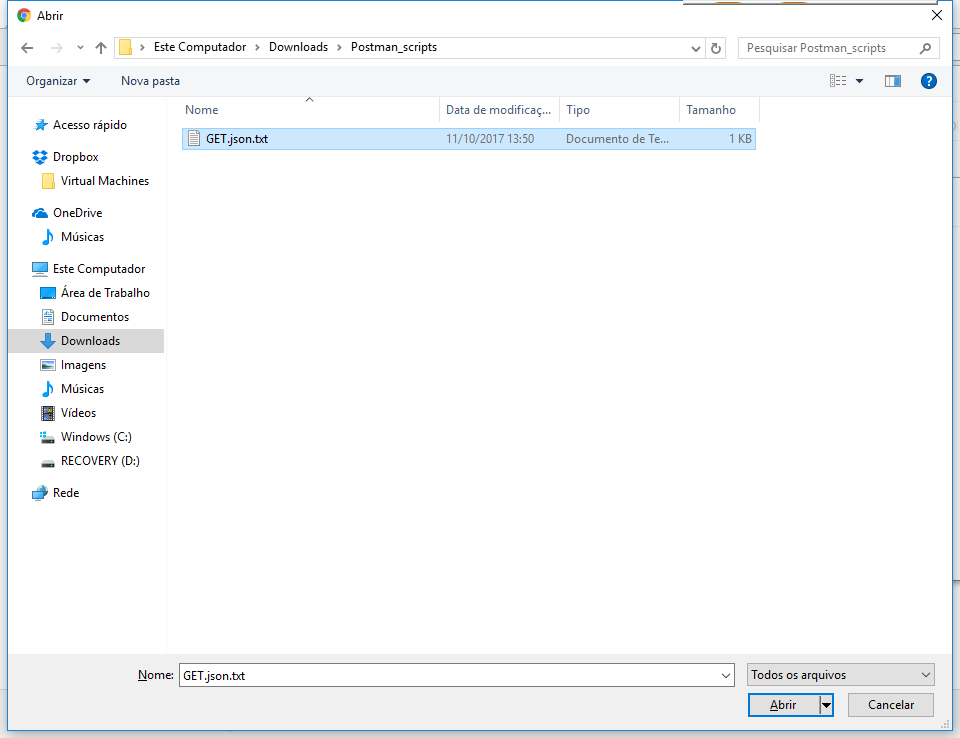 Abrir
Este Computador Downloads Postman_scripts Pesquisar Postman_scripts
Organizar Nova pasta
Nome Data de modificaç... Tipo Tamanho
GET.json.txt 11/10/2017 13:50 Documento de Te... 1 KB
Acesso rápido
Dropbox
Virtual Machines
OneDrive
Músicas
Este Computador
Área de Trabalho
Documentos
Downloads
Imagens
Músicas
Vídeos
Windows (C:)
RECOVERY (D:)
Rede
Nome: GET.json.txt Todos os arquivos
Abrir Cancelar